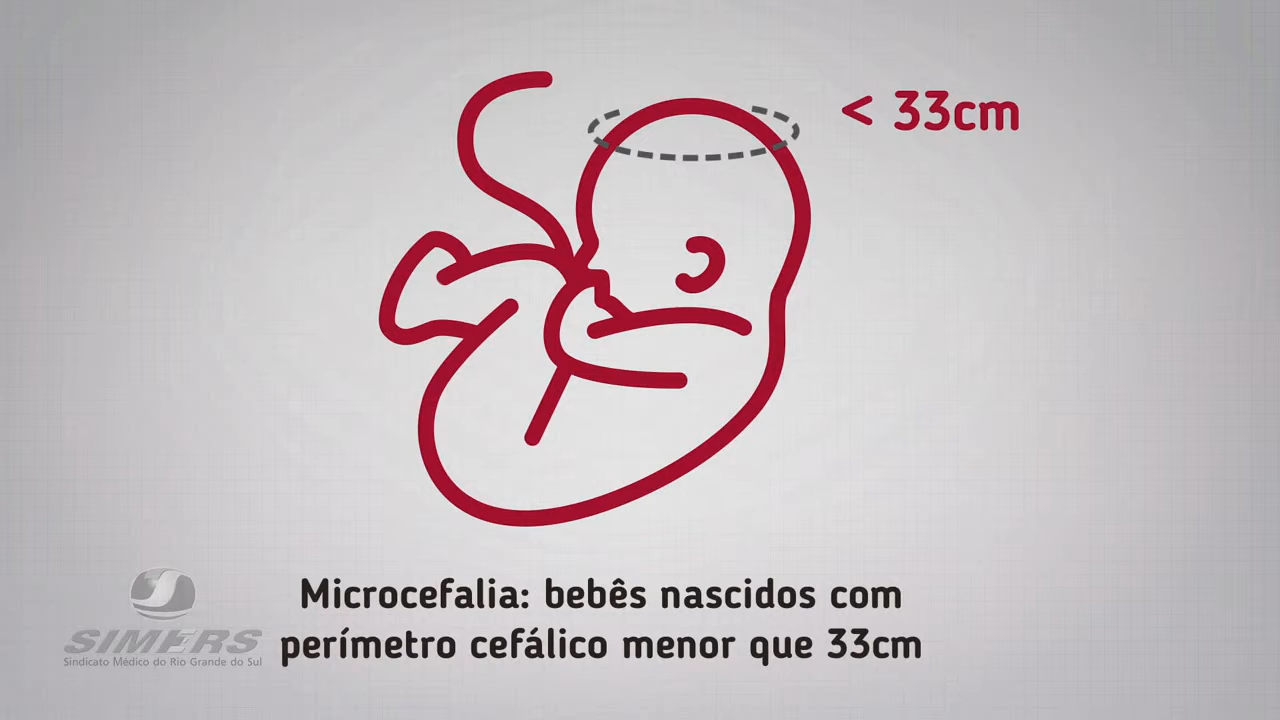 < 33cm
Microcefalia: bebês nascidos com
perímetro cefálico menor que 33cm
SIMERS
Sindicato Médico do Rio Grande do Sul